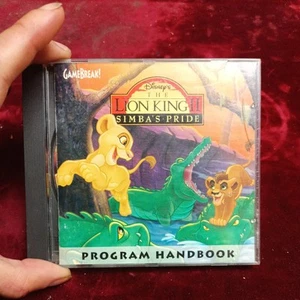 GAMEBREAK!
Disney's
THE
LION KING II
SIMBA'S PRIDE
PROGRAM HANDBOOK